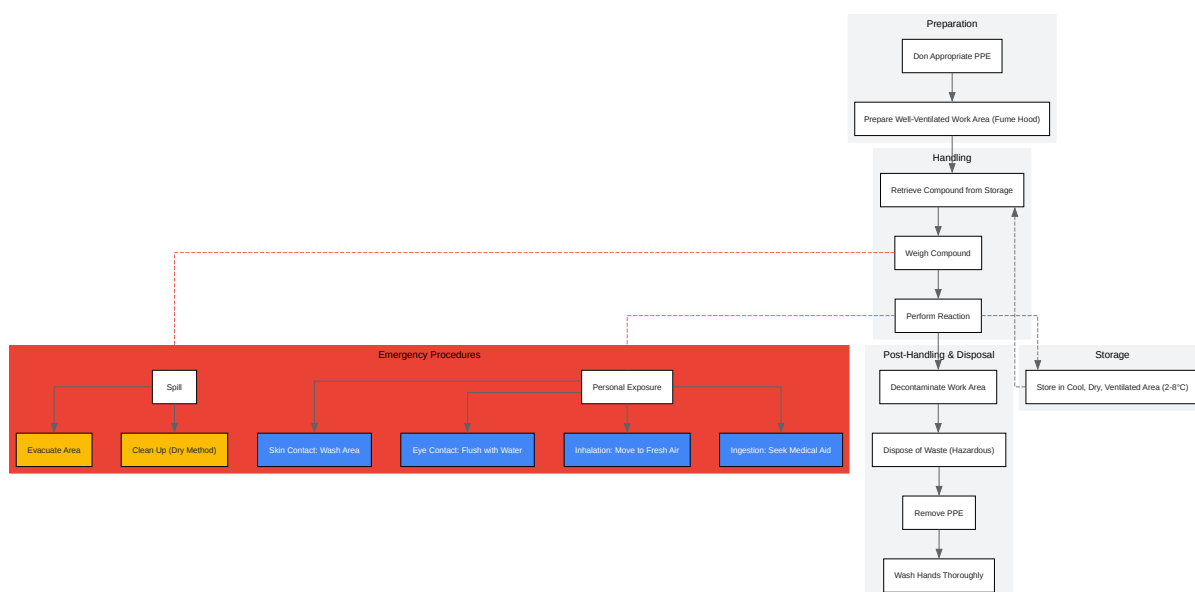 Preparation
Don Appropriate PPE
Prepare Well-Ventilated Work Area (Fume Hood)
Handling
Retrieve Compound from Storage
Weigh Compound
Perform Reaction
Emergency Procedures
Spill
Personal Exposure
Evacuate Area
Clean Up (Dry Method)
Skin Contact: Wash Area
Eye Contact: Flush with Water
Inhalation: Move to Fresh Air
Ingestion: Seek Medical Aid
Post-Handling & Disposal
Decontaminate Work Area
Dispose of Waste (Hazardous)
Remove PPE
Wash Hands Thoroughly
Storage
Store in Cool, Dry, Ventilated Area (2-8°C)